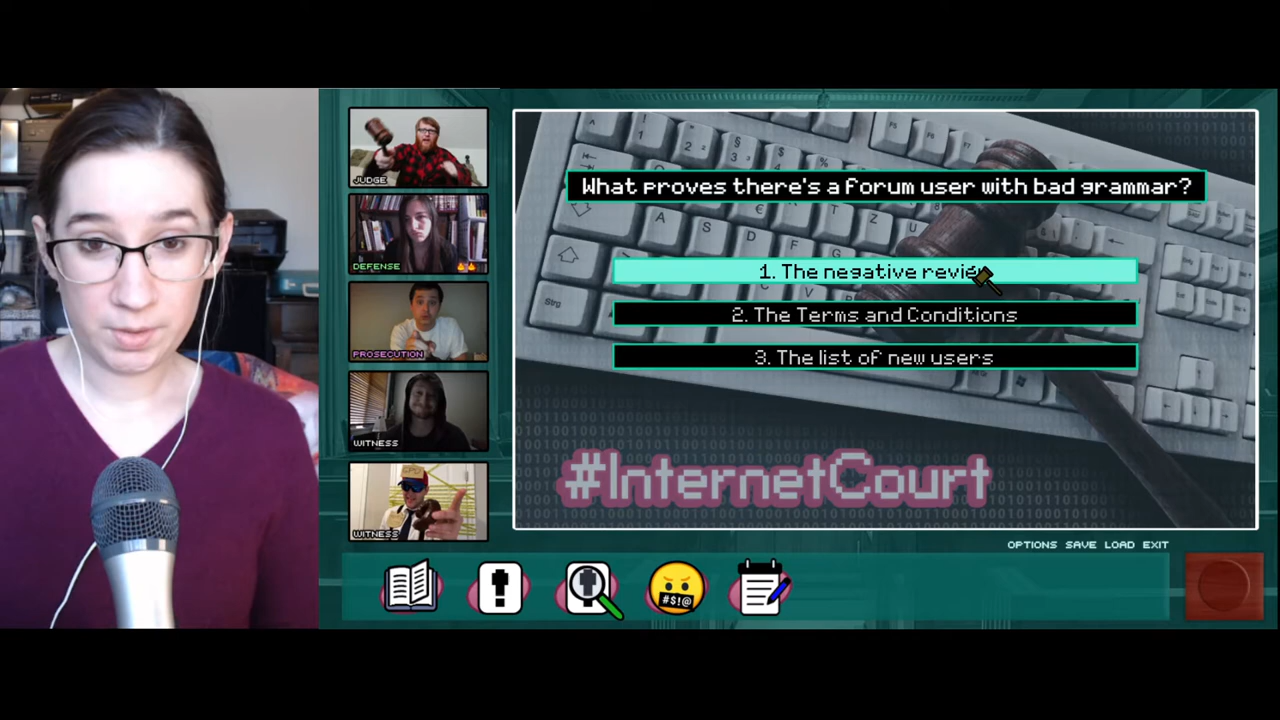 JUDGE
DEFENSE
PROSECUTION
WITNESS
WITNESS
What proves there's a forum user with bad grammar?
1. The negative revie
2. The Terms and Conditions
3. The list of new users
#InternetCourt
OPTIONS SAVE LOAD EXIT
#$!@